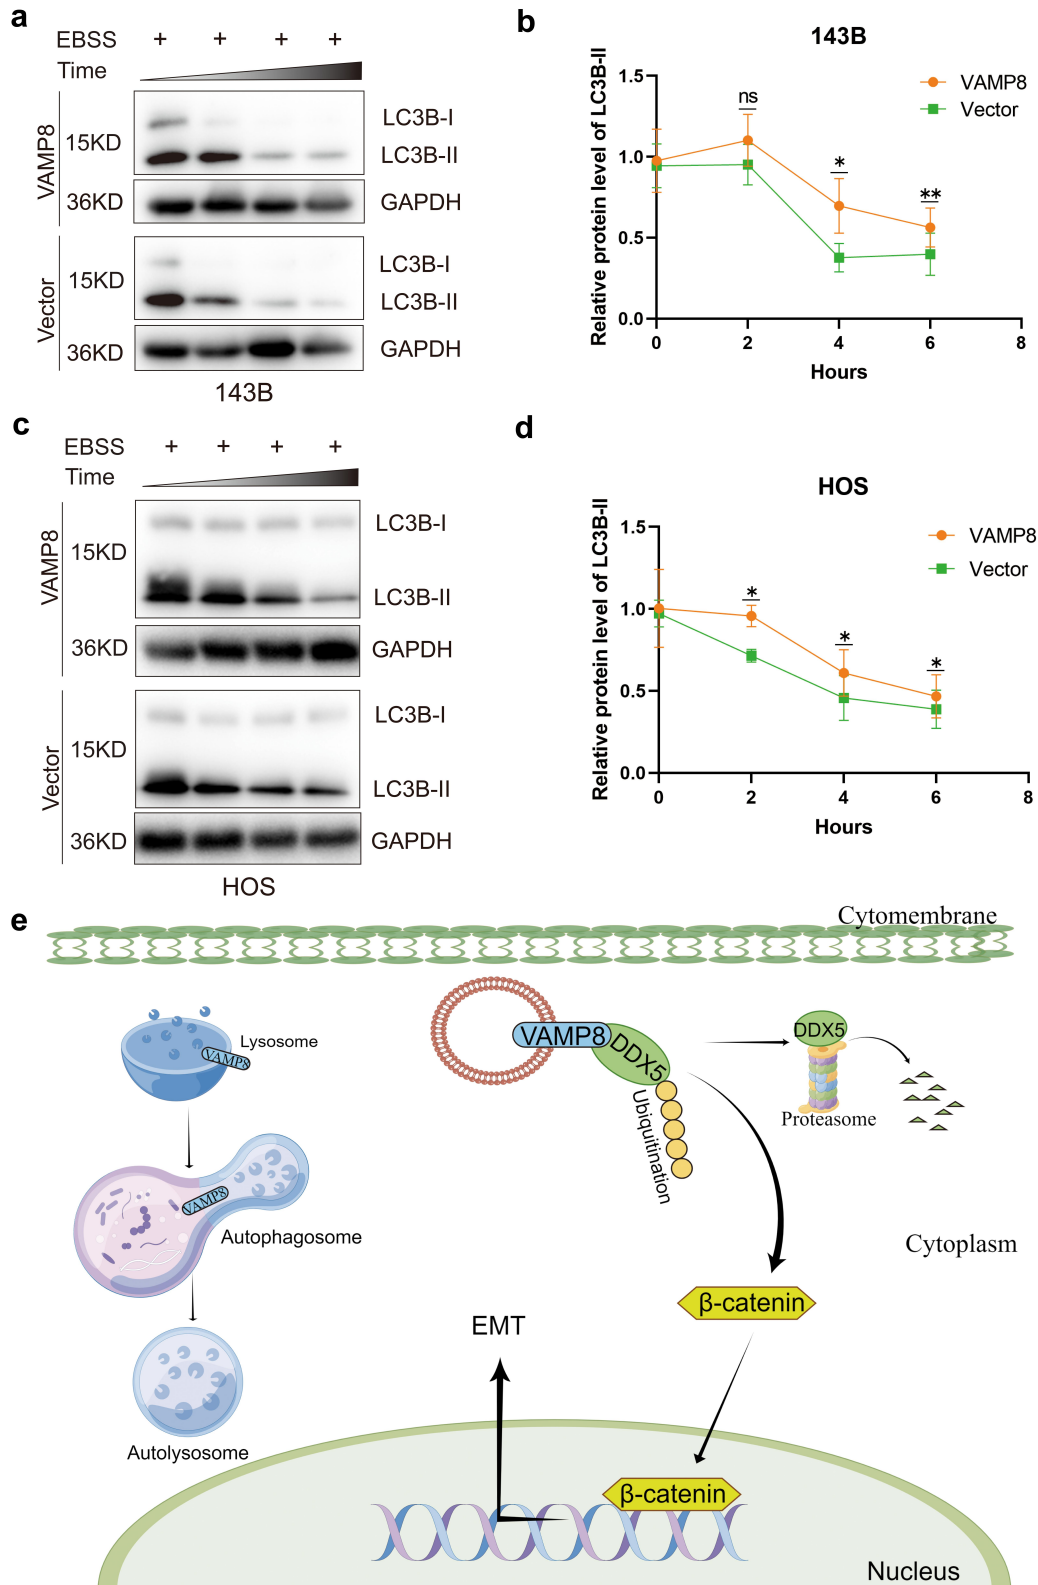 a
EBSS + + + +
Time
VAMP8
15KD
LC3B-I
LC3B-II
36KD
GAPDH
Vector
15KD
LC3B-I
LC3B-II
36KD
GAPDH
143B
b
143B
Relative protein level of LC3B-II
1.5
1.0
0.5
0.0
0 2 4 6 8
Hours
ns
*
**
VAMP8
Vector
c
EBSS + + + +
Time
VAMP8
LC3B-I
15KD
LC3B-II
36KD
GAPDH
Vector
LC3B-I
15KD
LC3B-II
36KD
GAPDH
HOS
d
HOS
Relative protein level of LC3B-II
1.5
1.0
0.5
0.0
0 2 4 6 8
Hours
*
*
*
VAMP8
Vector
e
Cytomembrane
Lysosome
VAMP8
VAMP8
Autophagosome
Autolysosome
VAMP8
DDX5
Ubiquitination
DDX5
Proteasome
Cytoplasm
β-catenin
EMT
β-catenin
Nucleus